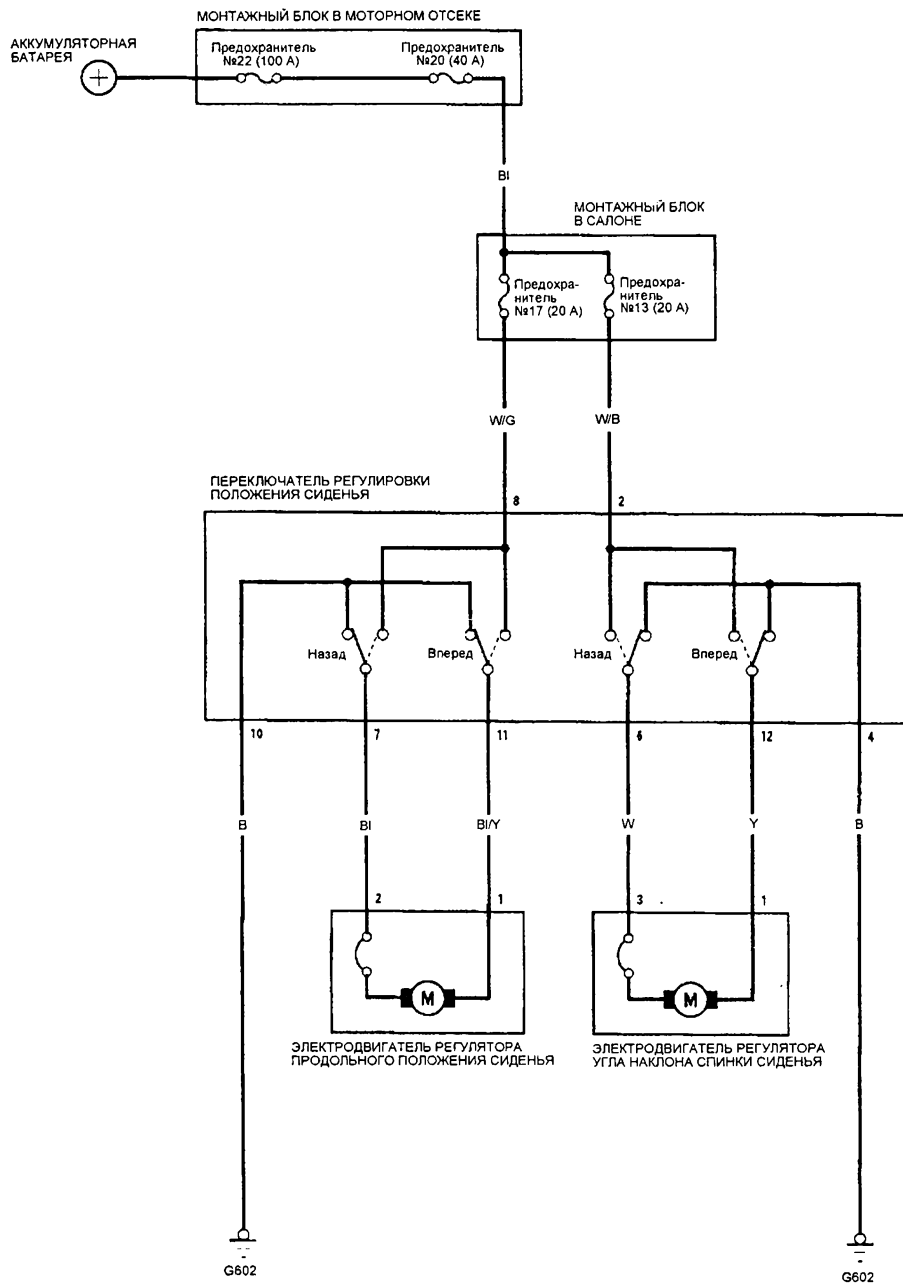 МОНТАЖНЫЙ БЛОК В МОТОРНОМ ОТСЕКЕ
АККУМУЛЯТОРНАЯ
БАТАРЕЯ
Предохранитель
№22 (100 А)
Предохранитель
№20 (40 А)
Bl
МОНТАЖНЫЙ БЛОК
В САЛОНЕ
Предохра-
нитель
№17 (20 А)
Предохра-
нитель
№13 (20 А)
W/G
W/B
ПЕРЕКЛЮЧАТЕЛЬ РЕГУЛИРОВКИ
ПОЛОЖЕНИЯ СИДЕНЬЯ
8
2
Назад
Вперед
Назад
Вперед
10
7
11
6
12
4
B
Bl
Bl/Y
W
Y
B
2
1
3
1
M
M
ЭЛЕКТРОДВИГАТЕЛЬ РЕГУЛЯТОРА
ПРОДОЛЬНОГО ПОЛОЖЕНИЯ СИДЕНЬЯ
ЭЛЕКТРОДВИГАТЕЛЬ РЕГУЛЯТОРА
УГЛА НАКЛОНА СПИНКИ СИДЕНЬЯ
G602
G602